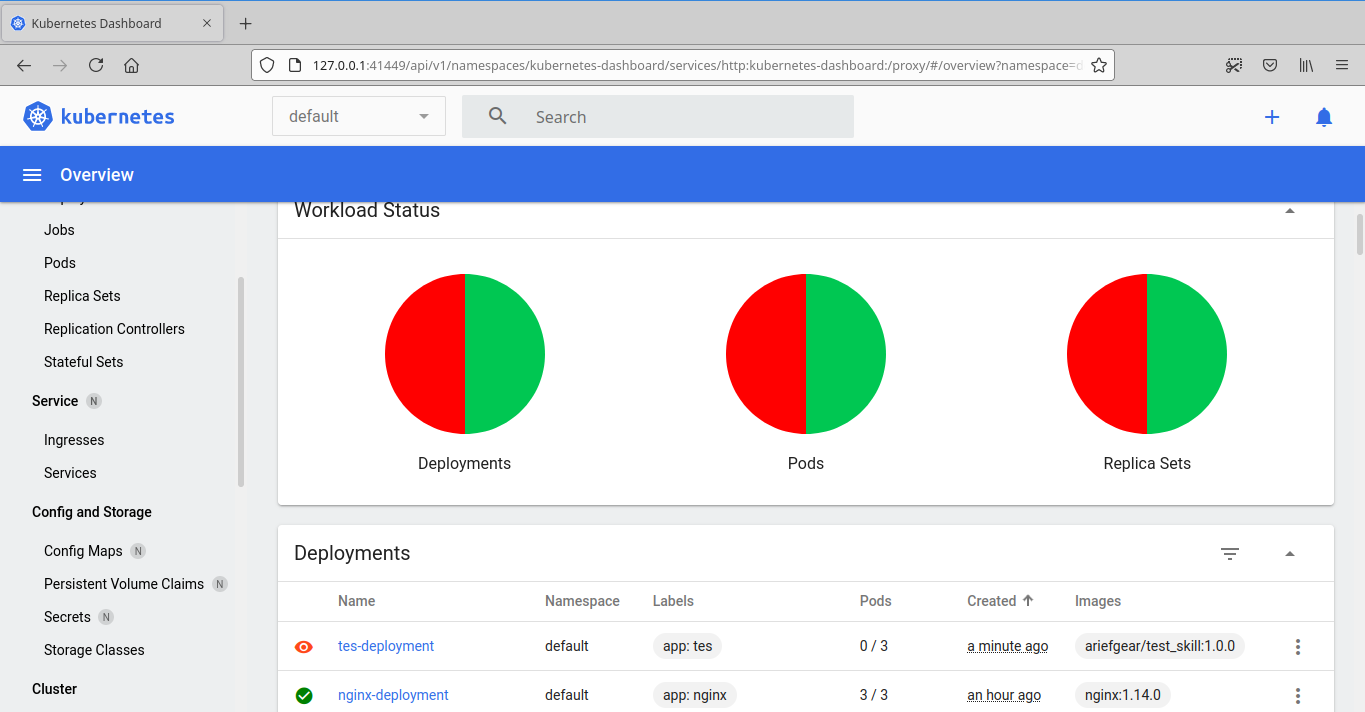 Kubernetes Dashboard
127.0.0.1:41449/api/v1/namespaces/kubernetes-dashboard/services/http:kubernetes-dashboard:/proxy/#/overview?namespace=
kubernetes
default
Search
Overview
Jobs
Pods
Replica Sets
Replication Controllers
Stateful Sets
Service N
Ingresses
Services
Config and Storage
Config Maps N
Persistent Volume Claims N
Secrets N
Storage Classes
Cluster
Workload Status
Deployments
Pods
Replica Sets
Deployments
Name Namespace Labels Pods Created Images
tes-deployment default app: tes 0 / 3 a minute ago ariefgear/test_skill:1.0.0
nginx-deployment default app: nginx 3 / 3 an hour ago nginx:1.14.0